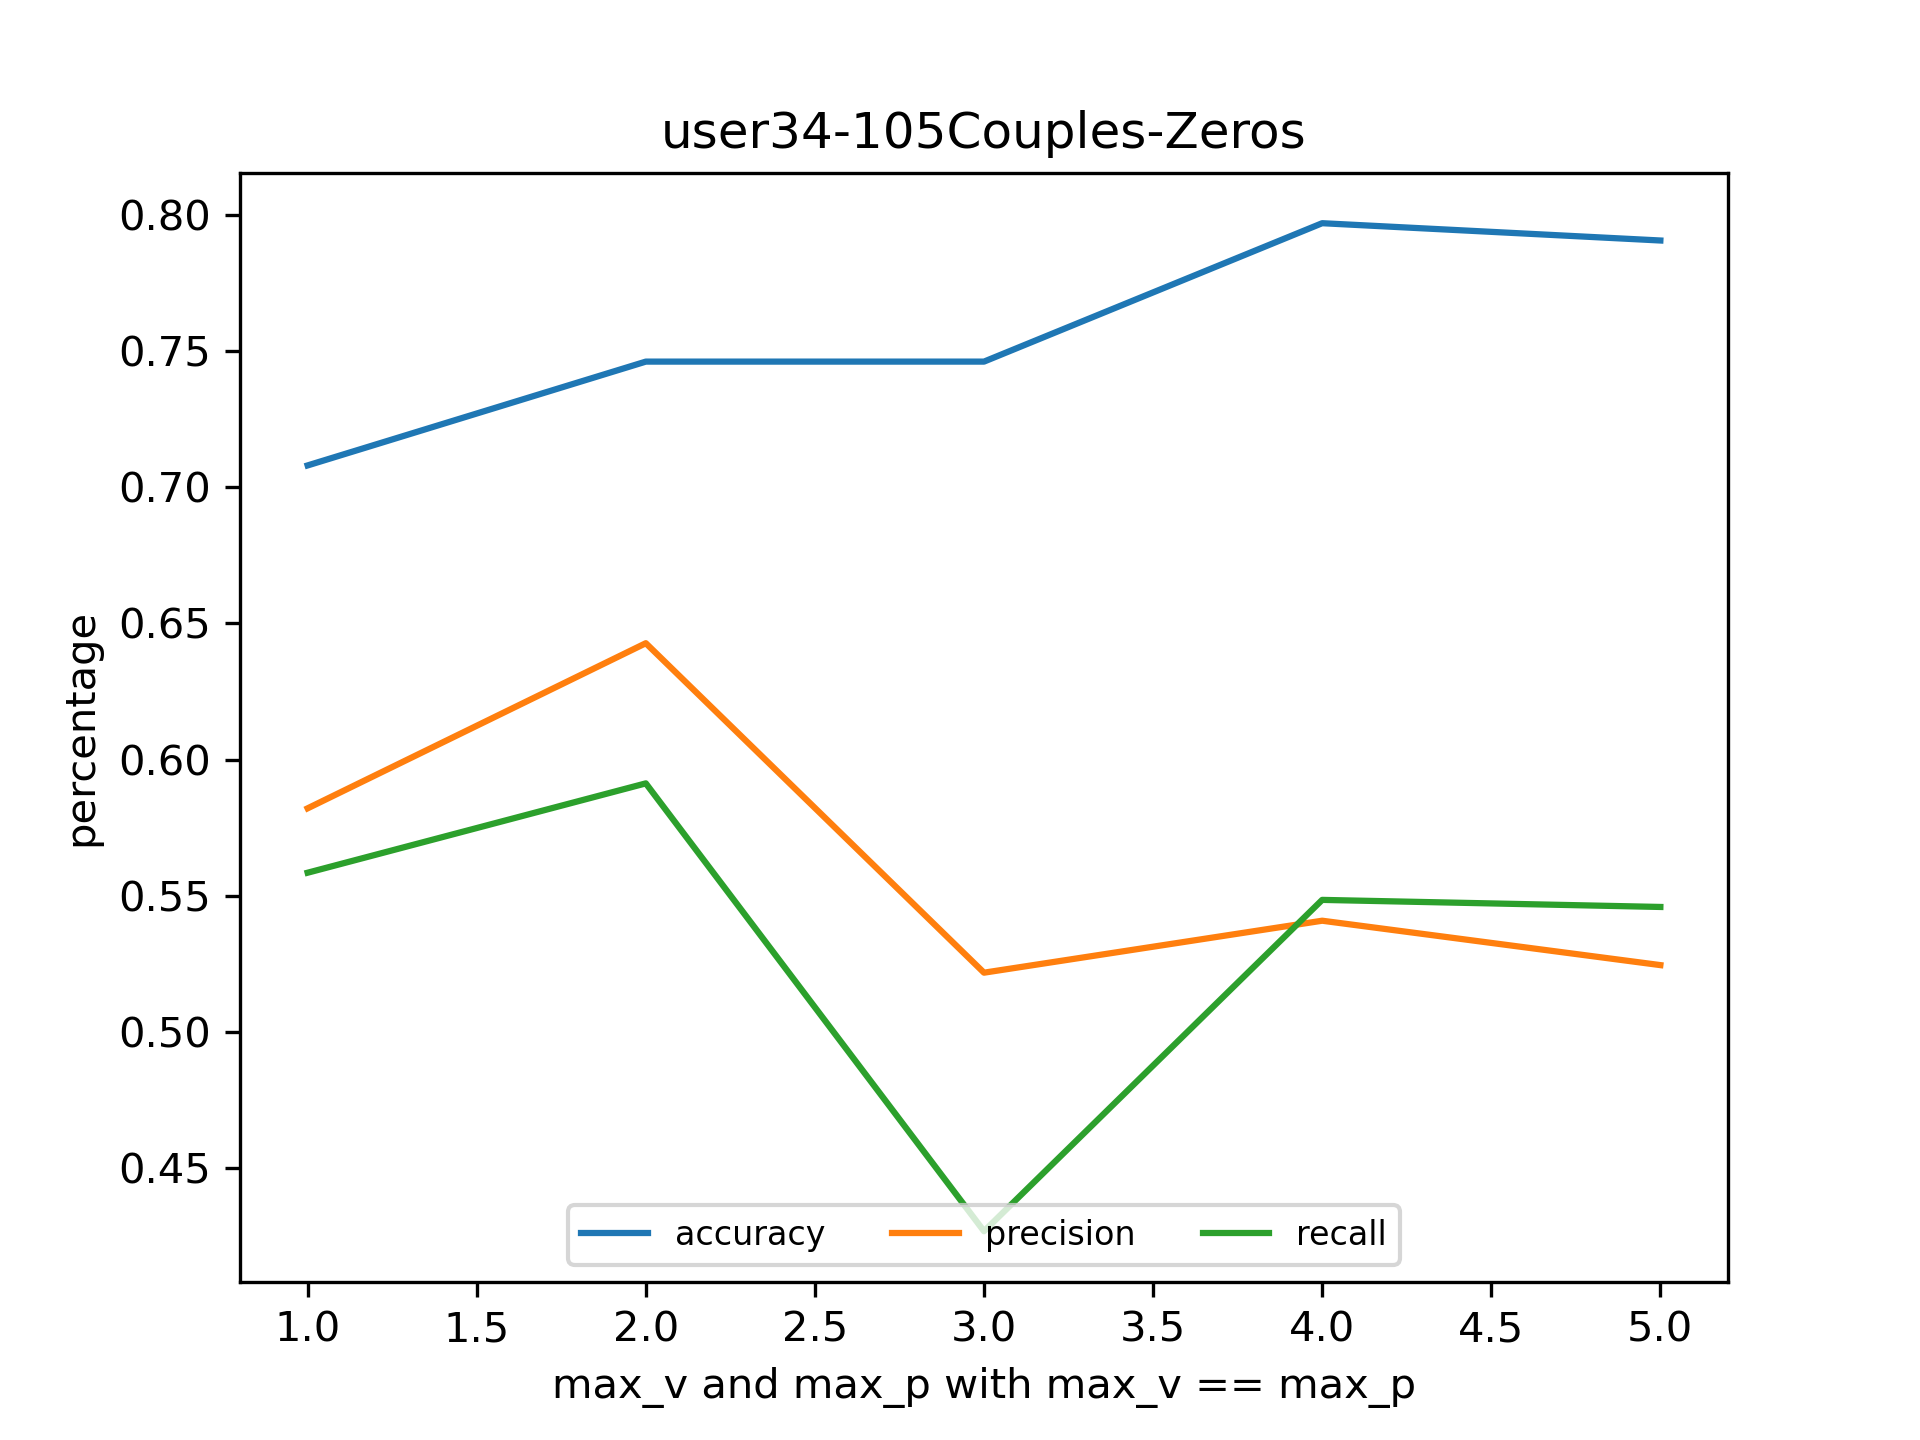 user34-105Couples-Zeros
percentage
0.80
0.75
0.70
0.65
0.60
0.55
0.50
0.45
accuracy precision recall
1.0 1.5 2.0 2.5 3.0 3.5 4.0 4.5 5.0
max_v and max_p with max_v == max_p